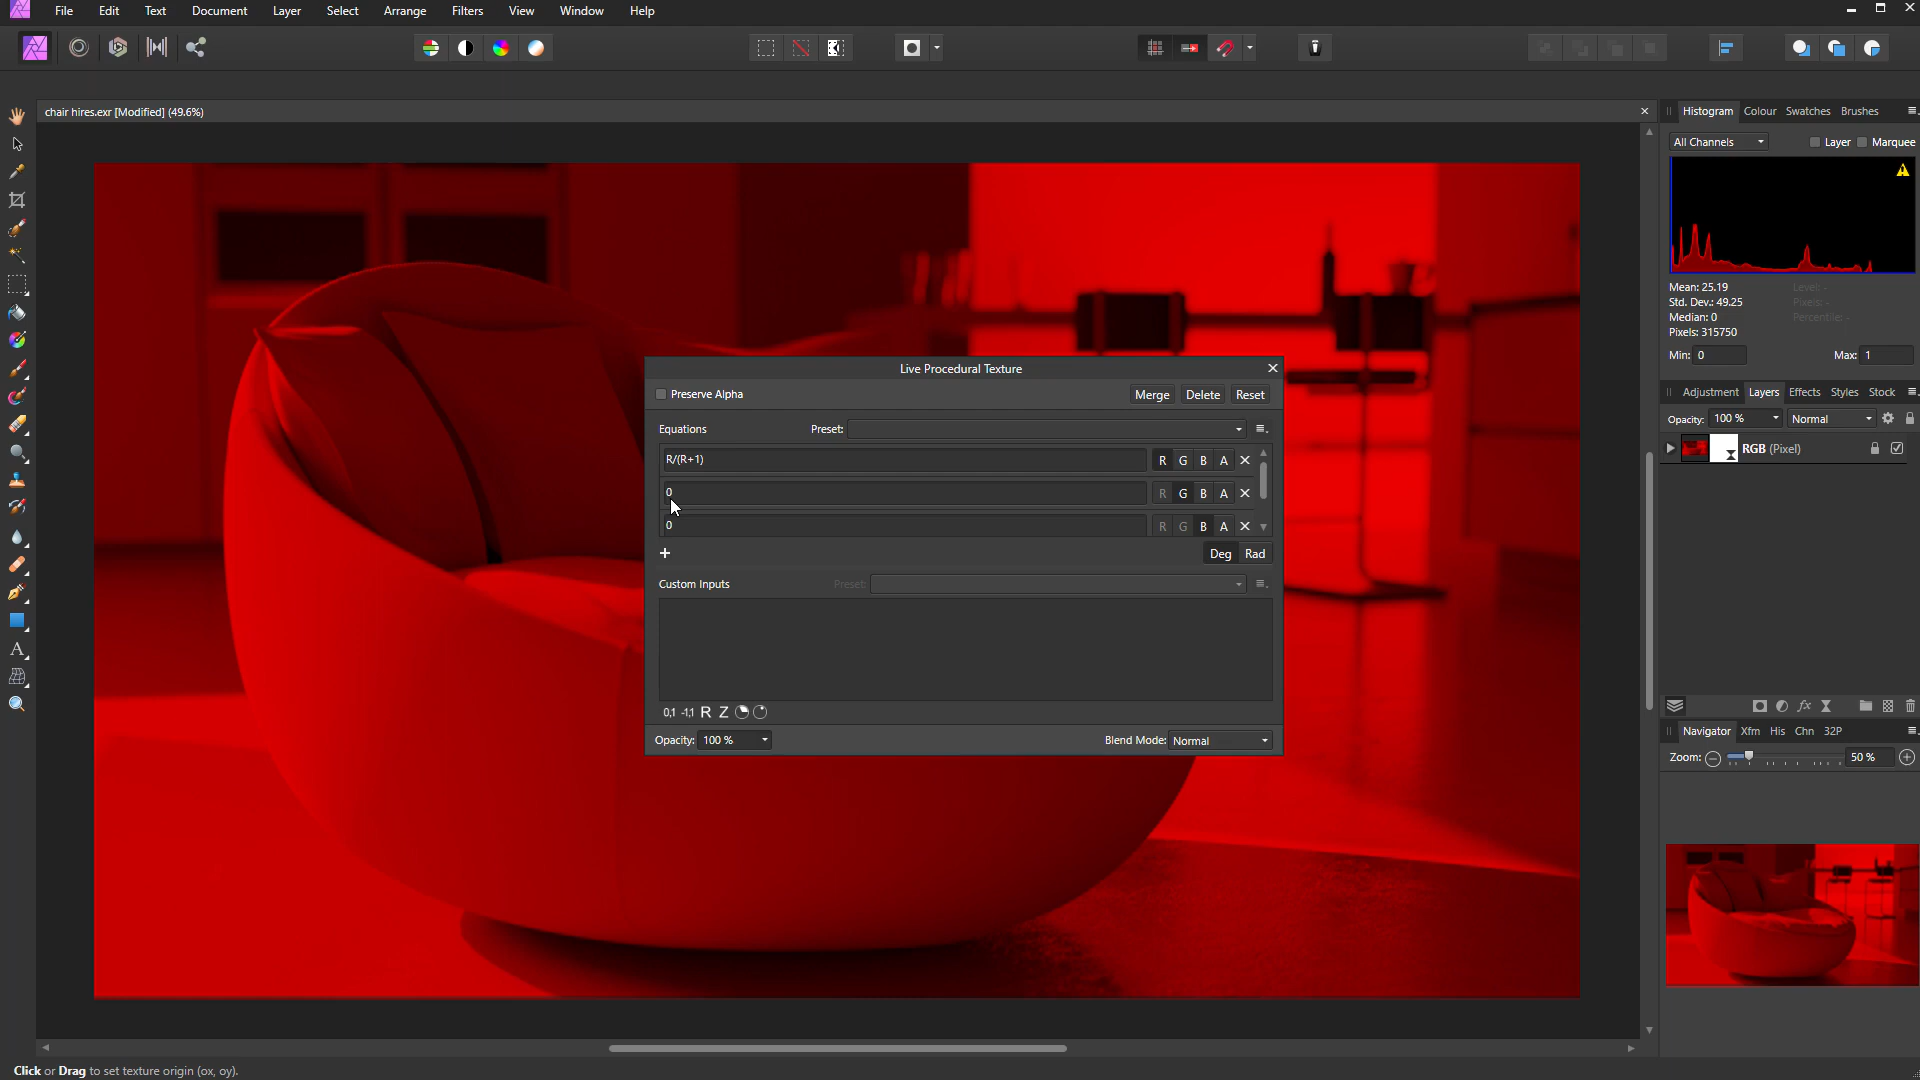 File Edit Text Document Layer Select Arrange Filters View Window Help
chair hires.exr [Modified] (49.6%)
Histogram Colour Swatches Brushes
All Channels Layer Marquee
Mean: 25.19 Level: -
Std. Dev.: 49.25 Pixels: -
Median: 0 Percentile: -
Pixels: 315750
Min: 0 Max: 1
Adjustment Layers Effects Styles Stock
Opacity: 100 % Normal
RGB (Pixel)
Live Procedural Texture
Preserve Alpha Merge Delete Reset
Equations Preset:
R/(R+1) R G B A
0 R G B A
0 R G B A
Deg Rad
Custom Inputs Preset:
0,1 -1,1 R Z
Opacity: 100 % Blend Mode: Normal
Navigator Xfm His Chn 32P
Zoom: 50 %
Click or Drag to set texture origin (ox, oy).